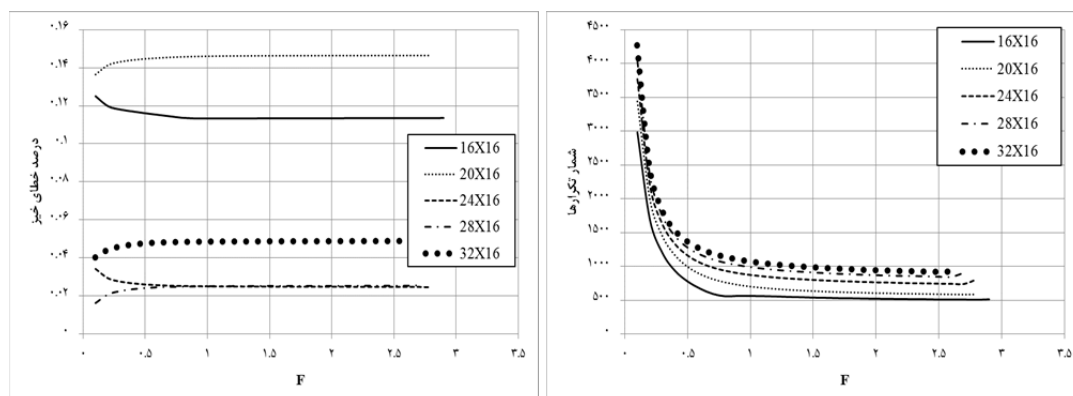 ۰.۱۶
۰.۱۴
۰.۱۲
۰.۱
۰.۰۸
۰.۰۶
۰.۰۴
۰.۰۲
۰
درصد خطای خیز
16X16
20X16
24X16
28X16
32X16
۰ ۰.۵ ۱ ۱.۵ ۲ ۲.۵ ۳ ۳.۵
F
۴۵۰۰
۴۰۰۰
۳۵۰۰
۳۰۰۰
۲۵۰۰
۲۰۰۰
۱۵۰۰
۱۰۰۰
۵۰۰
۰
شمار تکرارها
16X16
20X16
24X16
28X16
32X16
۰ ۰.۵ ۱ ۱.۵ ۲ ۲.۵ ۳ ۳.۵
F